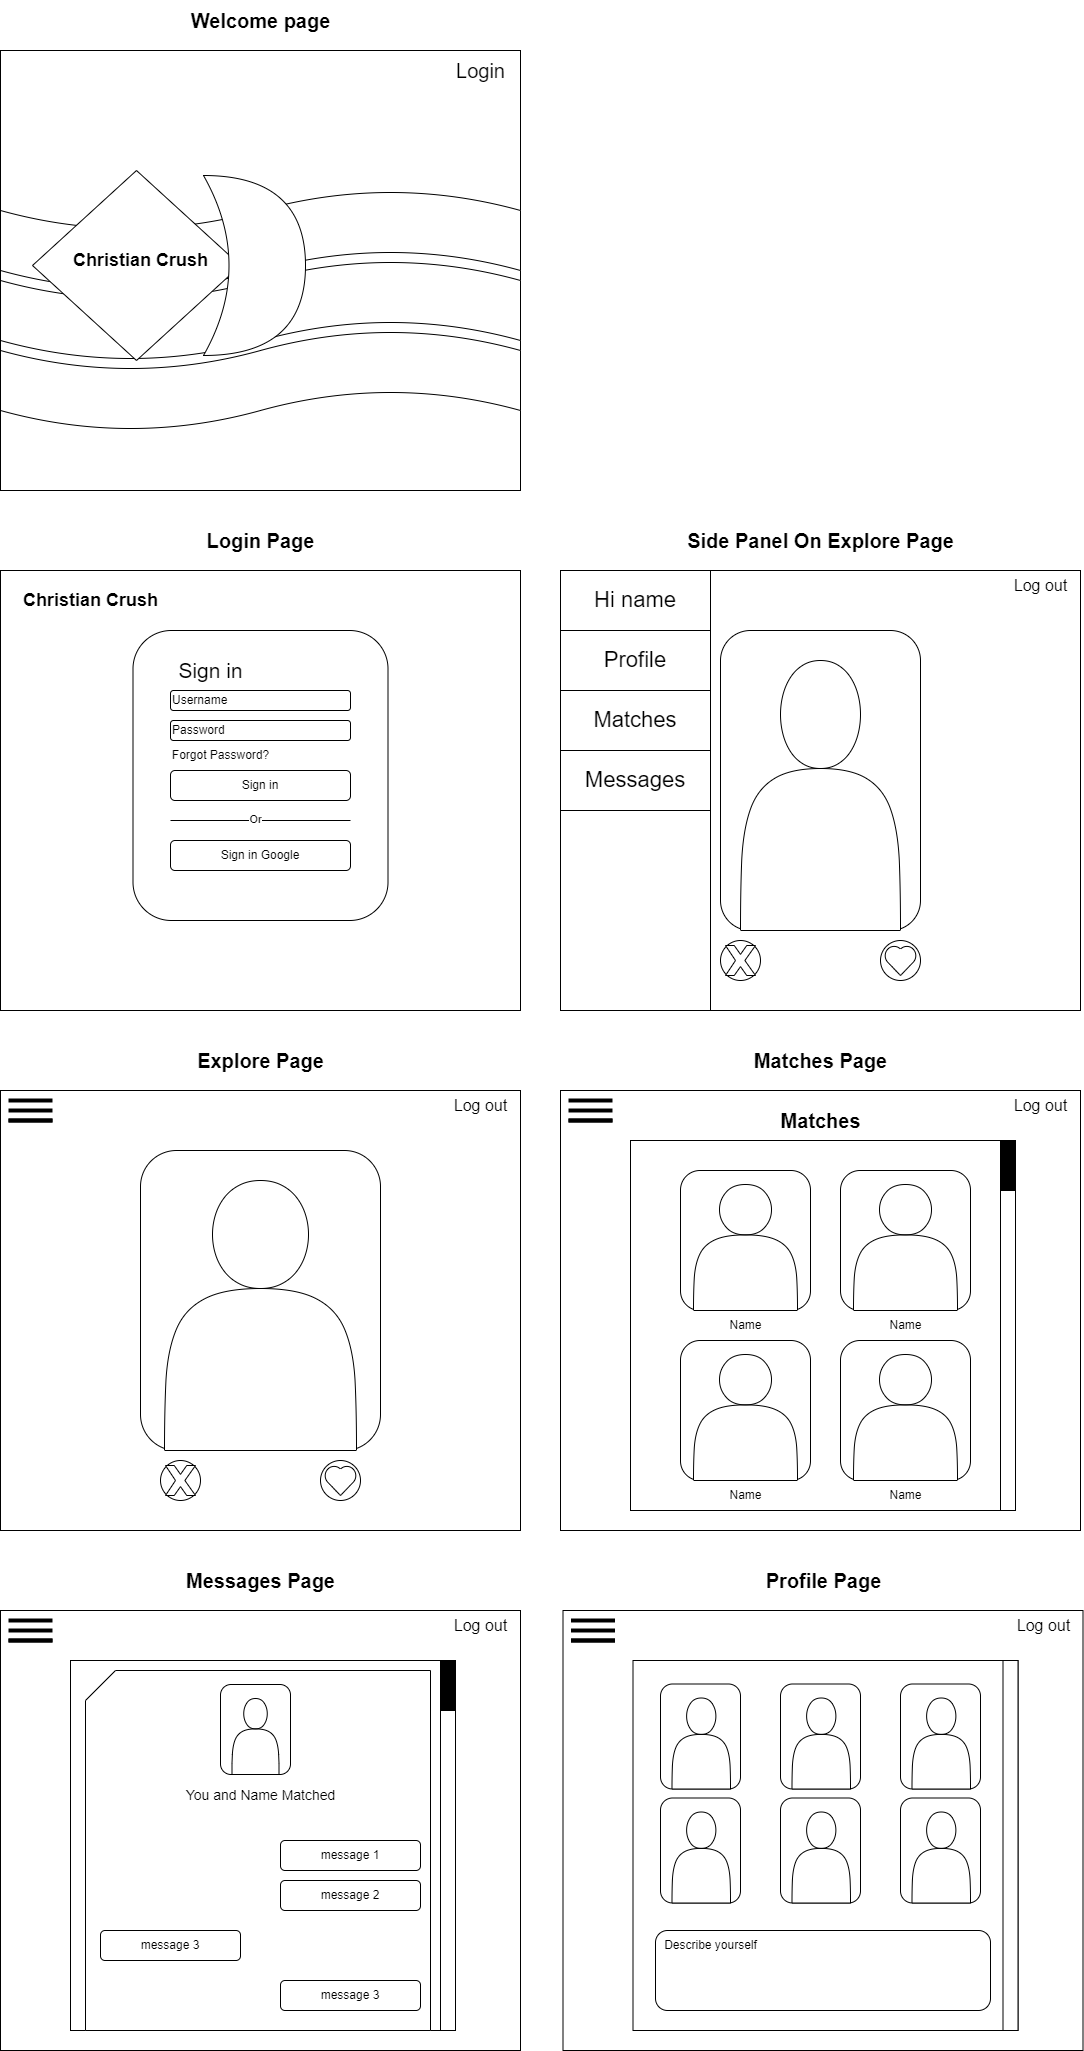 Welcome page
Login
Christian Crush
Login Page
Christian Crush
Sign in
Username
Password
Forgot Password?
Sign in
Or
Sign in Google
Side Panel On Explore Page
Hi name
Log out
Profile
Matches
Messages
X
Explore Page
Log out
X
Matches Page
Log out
Matches
Name
Name
Name
Name
Messages Page
Log out
You and Name Matched
message 1
message 2
message 3
message 3
Profile Page
Log out
Describe yourself